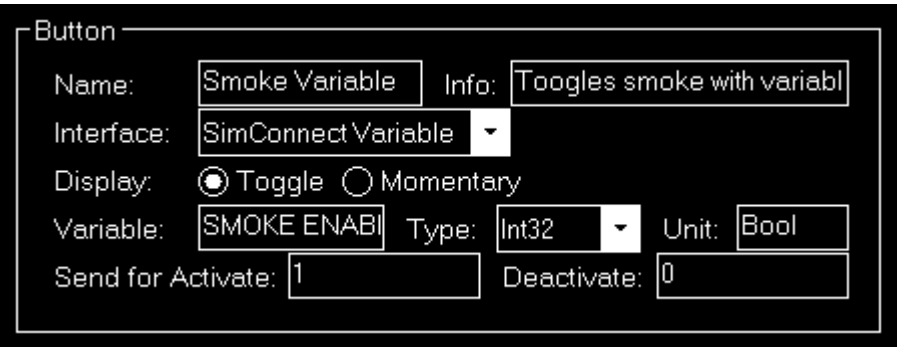 Button
Name: Smoke Variable Info: Toogles smoke with variabl
Interface: SimConnect Variable
Display: Toggle Momentary
Variable: SMOKE ENABI Type: Int32 Unit: Bool
Send for Activate: 1 Deactivate: 0